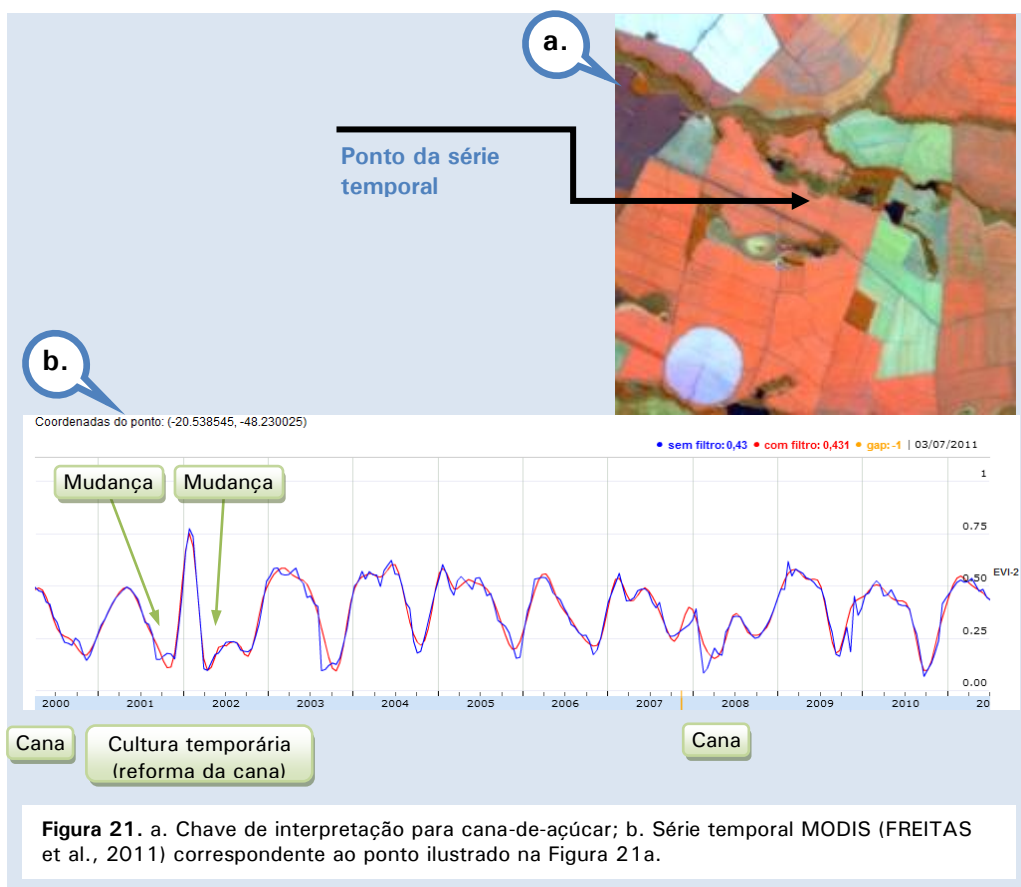 a.
Ponto da série
temporal
b.
Coordenadas do ponto: (-20.538545, -48.230025)
• sem filtro: 0,43 • com filtro: 0,431 • gap: -1 | 03/07/2011
Mudança Mudança
1
0.75
0.50 EVI-2
0.25
0.00
2000 2001 2002 2003 2004 2005 2006 2007 2008 2009 2010 20
Cana Cultura temporária Cana
(reforma da cana)
Figura 21. a. Chave de interpretação para cana-de-açúcar; b. Série temporal MODIS (FREITAS
et al., 2011) correspondente ao ponto ilustrado na Figura 21a.